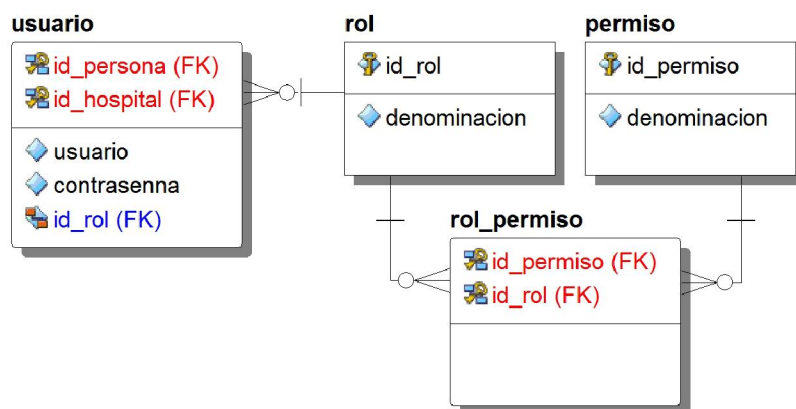 usuario
id_persona (FK)
id_hospital (FK)
usuario
contrasenna
id_rol (FK)
rol
id_rol
denominacion
permiso
id_permiso
denominacion
rol_permiso
id_permiso (FK)
id_rol (FK)